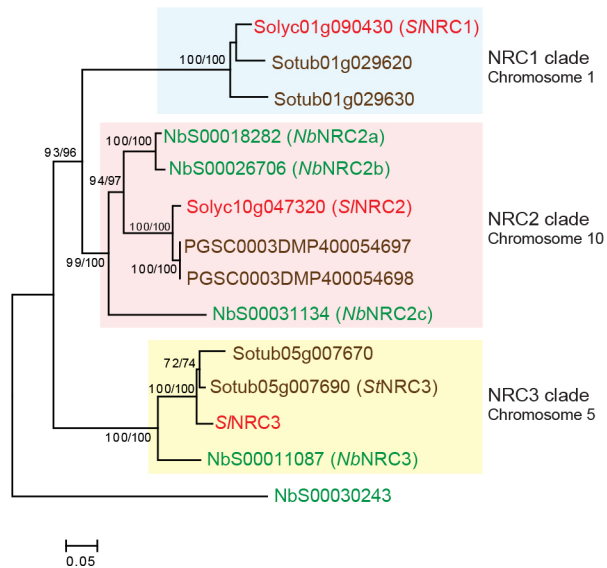 Solyc01g090430 (SlNRC1)
100/100
Sotub01g029620
Sotub01g029630
NRC1 clade
Chromosome 1
93/96
100/100
NbS00018282 (NbNRC2a)
NbS00026706 (NbNRC2b)
94/97
Solyc10g047320 (SlNRC2)
100/100
PGSC0003DMP400054697
100/100
PGSC0003DMP400054698
99/100
NbS00031134 (NbNRC2c)
NRC2 clade
Chromosome 10
72/74
Sotub05g007670
100/100
Sotub05g007690 (StNRC3)
SlNRC3
100/100
NbS00011087 (NbNRC3)
NRC3 clade
Chromosome 5
NbS00030243
0.05